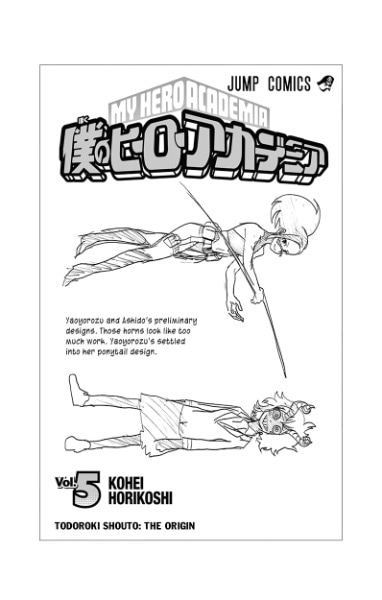 JUMP COMICS
MY HERO ACADEMIA
僕のヒーローアカデミア
ぼく
Yaoyorozu and Ashido's preliminary
designs. Those horns look like too
much work. Yaoyorozu's settled
into her ponytail design.
Vol. 5 KOHEI
HORIKOSHI
TODOROKI SHOUTO: THE ORIGIN